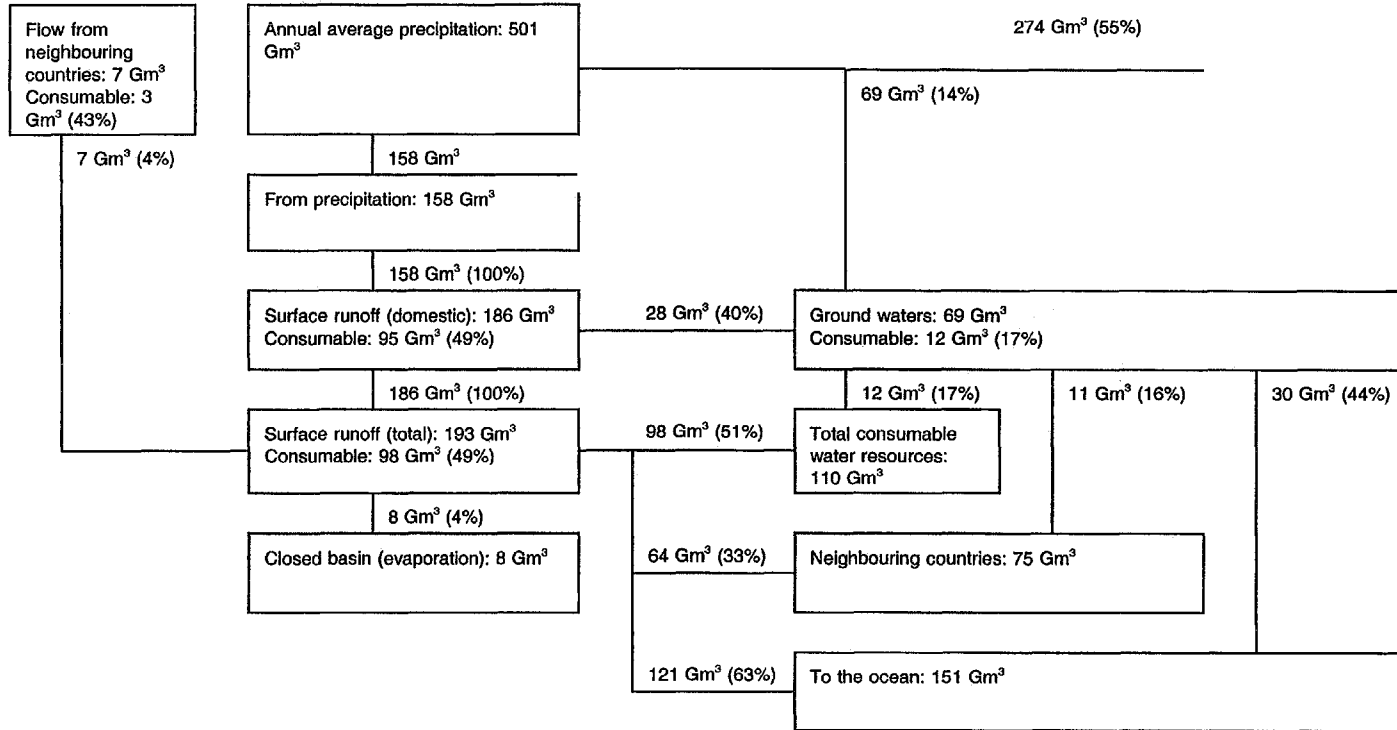 Flow from
neighbouring
countries: 7 Gm³
Consumable: 3
Gm³ (43%)
Annual average precipitation: 501
Gm³
274 Gm³ (55%)
69 Gm³ (14%)
7 Gm³ (4%)
158 Gm³
From precipitation: 158 Gm³
158 Gm³ (100%)
Surface runoff (domestic): 186 Gm³
Consumable: 95 Gm³ (49%)
28 Gm³ (40%)
Ground waters: 69 Gm³
Consumable: 12 Gm³ (17%)
186 Gm³ (100%)
12 Gm³ (17%)
11 Gm³ (16%)
30 Gm³ (44%)
Surface runoff (total): 193 Gm³
Consumable: 98 Gm³ (49%)
98 Gm³ (51%)
Total consumable
water resources:
110 Gm³
8 Gm³ (4%)
Closed basin (evaporation): 8 Gm³
64 Gm³ (33%)
Neighbouring countries: 75 Gm³
121 Gm³ (63%)
To the ocean: 151 Gm³